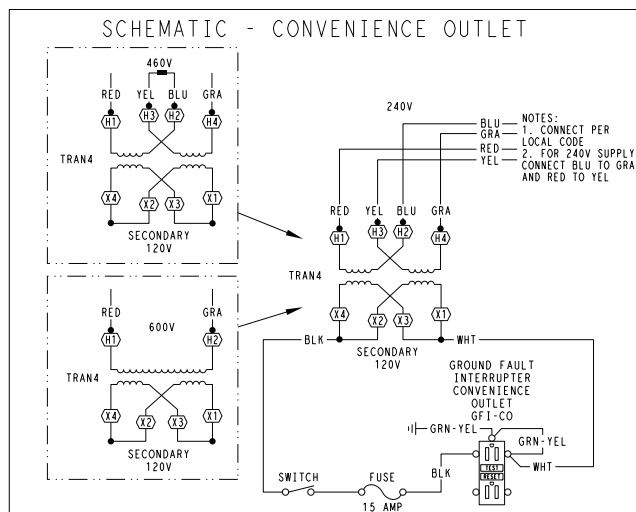 SCHEMATIC - CONVENIENCE OUTLET
460V
RED YEL BLU GRA
H1 H3 H2 H4
TRAN4
X4 X2 X3 X1
SECONDARY
120V
RED GRA
600V
H1 H2
TRAN4
X4 X2 X3 X1
SECONDARY
120V
240V
BLU
GRA
RED
YEL
NOTES:
1. CONNECT PER
LOCAL CODE
2. FOR 240V SUPPLY
CONNECT BLU TO GRA
AND RED TO YEL
RED YEL BLU GRA
H1 H3 H2 H4
TRAN4
X4 X2 X3 X1
BLK WHT
SECONDARY
120V
GROUND FAULT
INTERRUPTER
CONVENIENCE
OUTLET
GFI-CO
GRN-YEL
GRN-YEL
WHT
BLK
TEST
RESET
SWITCH FUSE
15 AMP